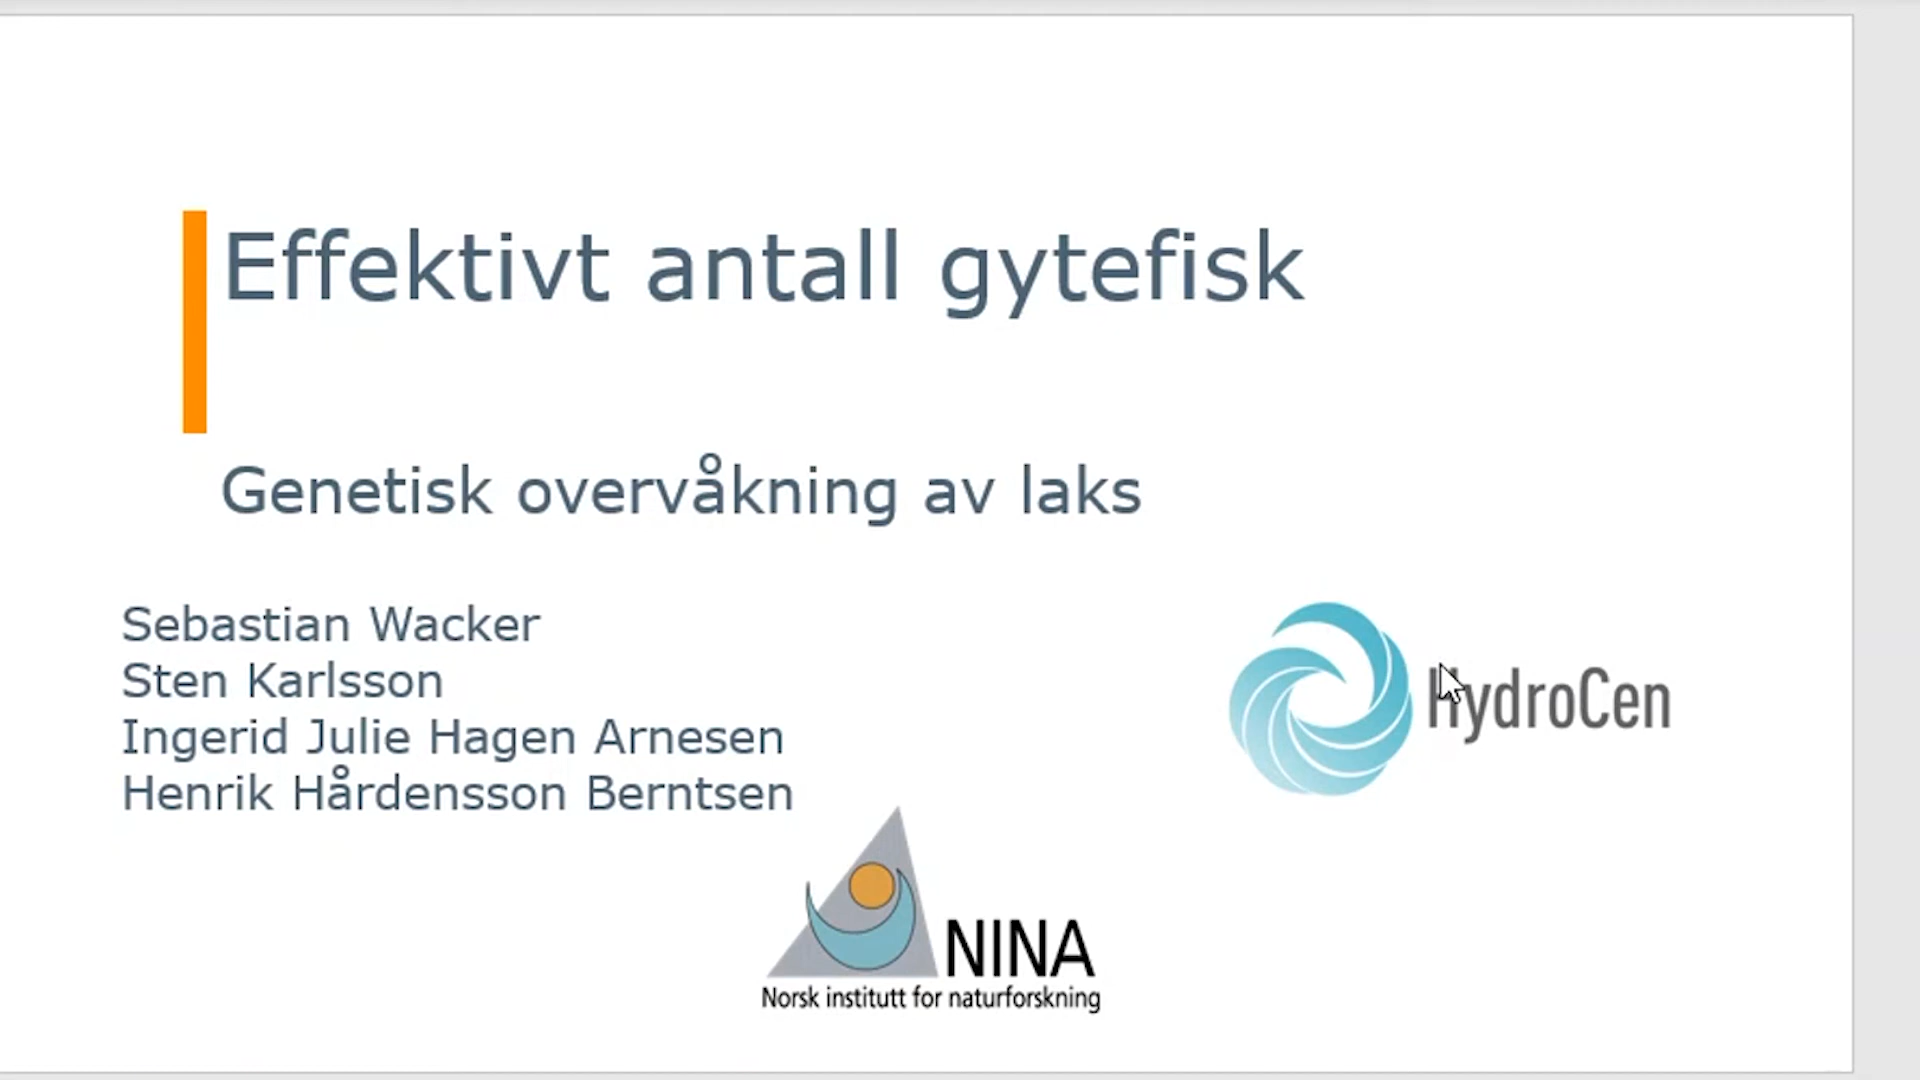 Effektivt antall gytefisk
Genetisk overvåkning av laks
Sebastian Wacker
Sten Karlsson
Ingerid Julie Hagen Arnesen
Henrik Hårdensson Berntsen
HydroCen
NINA
Norsk institutt for naturforskning